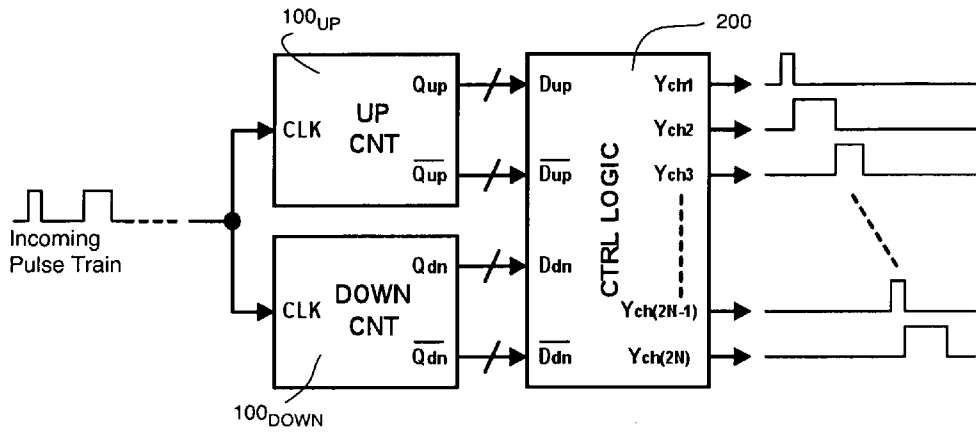 100UP
200
Qup
Dup
Ych1
UP
CNT
CLK
Ych2
Qup
Dup
Ych3
CTRL LOGIC
Incoming
Pulse Train
Qdn
Ddn
CLK
DOWN
CNT
Ych(2N-1)
Qdn
Ddn
Ych(2N)
100DOWN